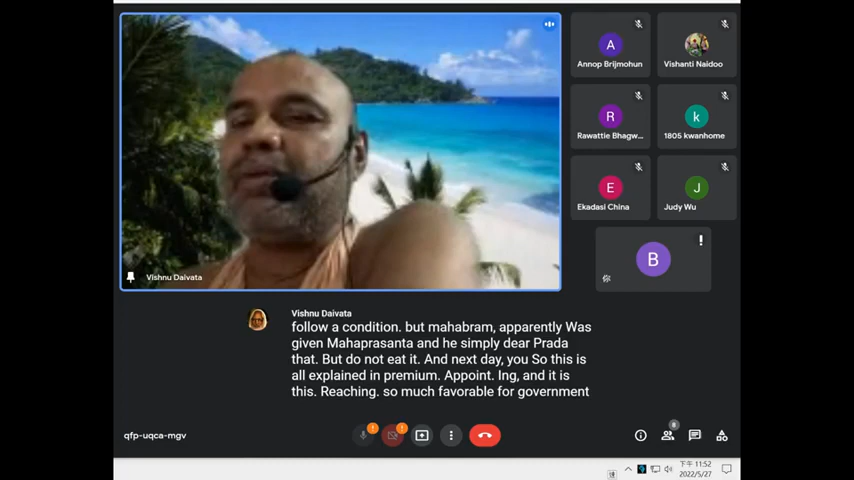 A
Annop Brijmohun
Vishanti Naidoo
R
Rawattie Bhagw...
k
1805 kwanhome
E
Ekadasi China
J
Judy Wu
B
你
Vishnu Daivata
Vishnu Daivata
follow a condition. but mahabram, apparently Was
given Mahaprasanta and he simply dear Prada
that. But do not eat it. And next day, you So this is
all explained in premium. Appoint. Ing, and it is
this. Reaching. so much favorable for government
qfp-uqca-mgv
8
下午 11:52
2022/5/27